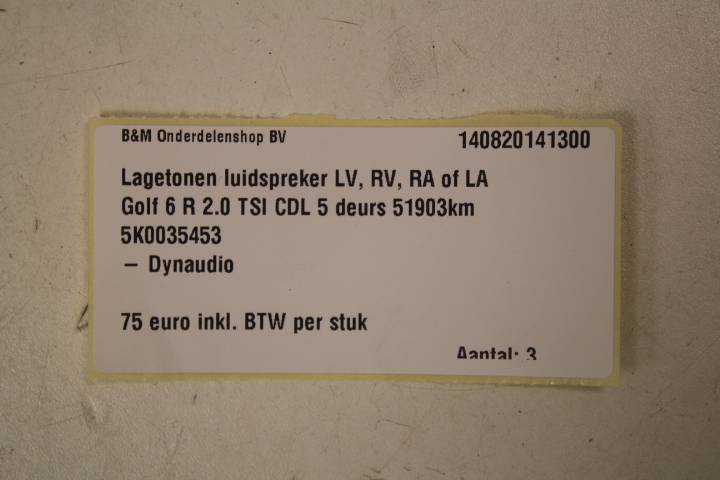 B&M Onderdelenshop BV 140820141300
Lagetonen luidspreker LV, RV, RA of LA
Golf 6 R 2.0 TSI CDL 5 deurs 51903km
5K0035453
– Dynaudio
75 euro inkl. BTW per stuk
Aantal: 3